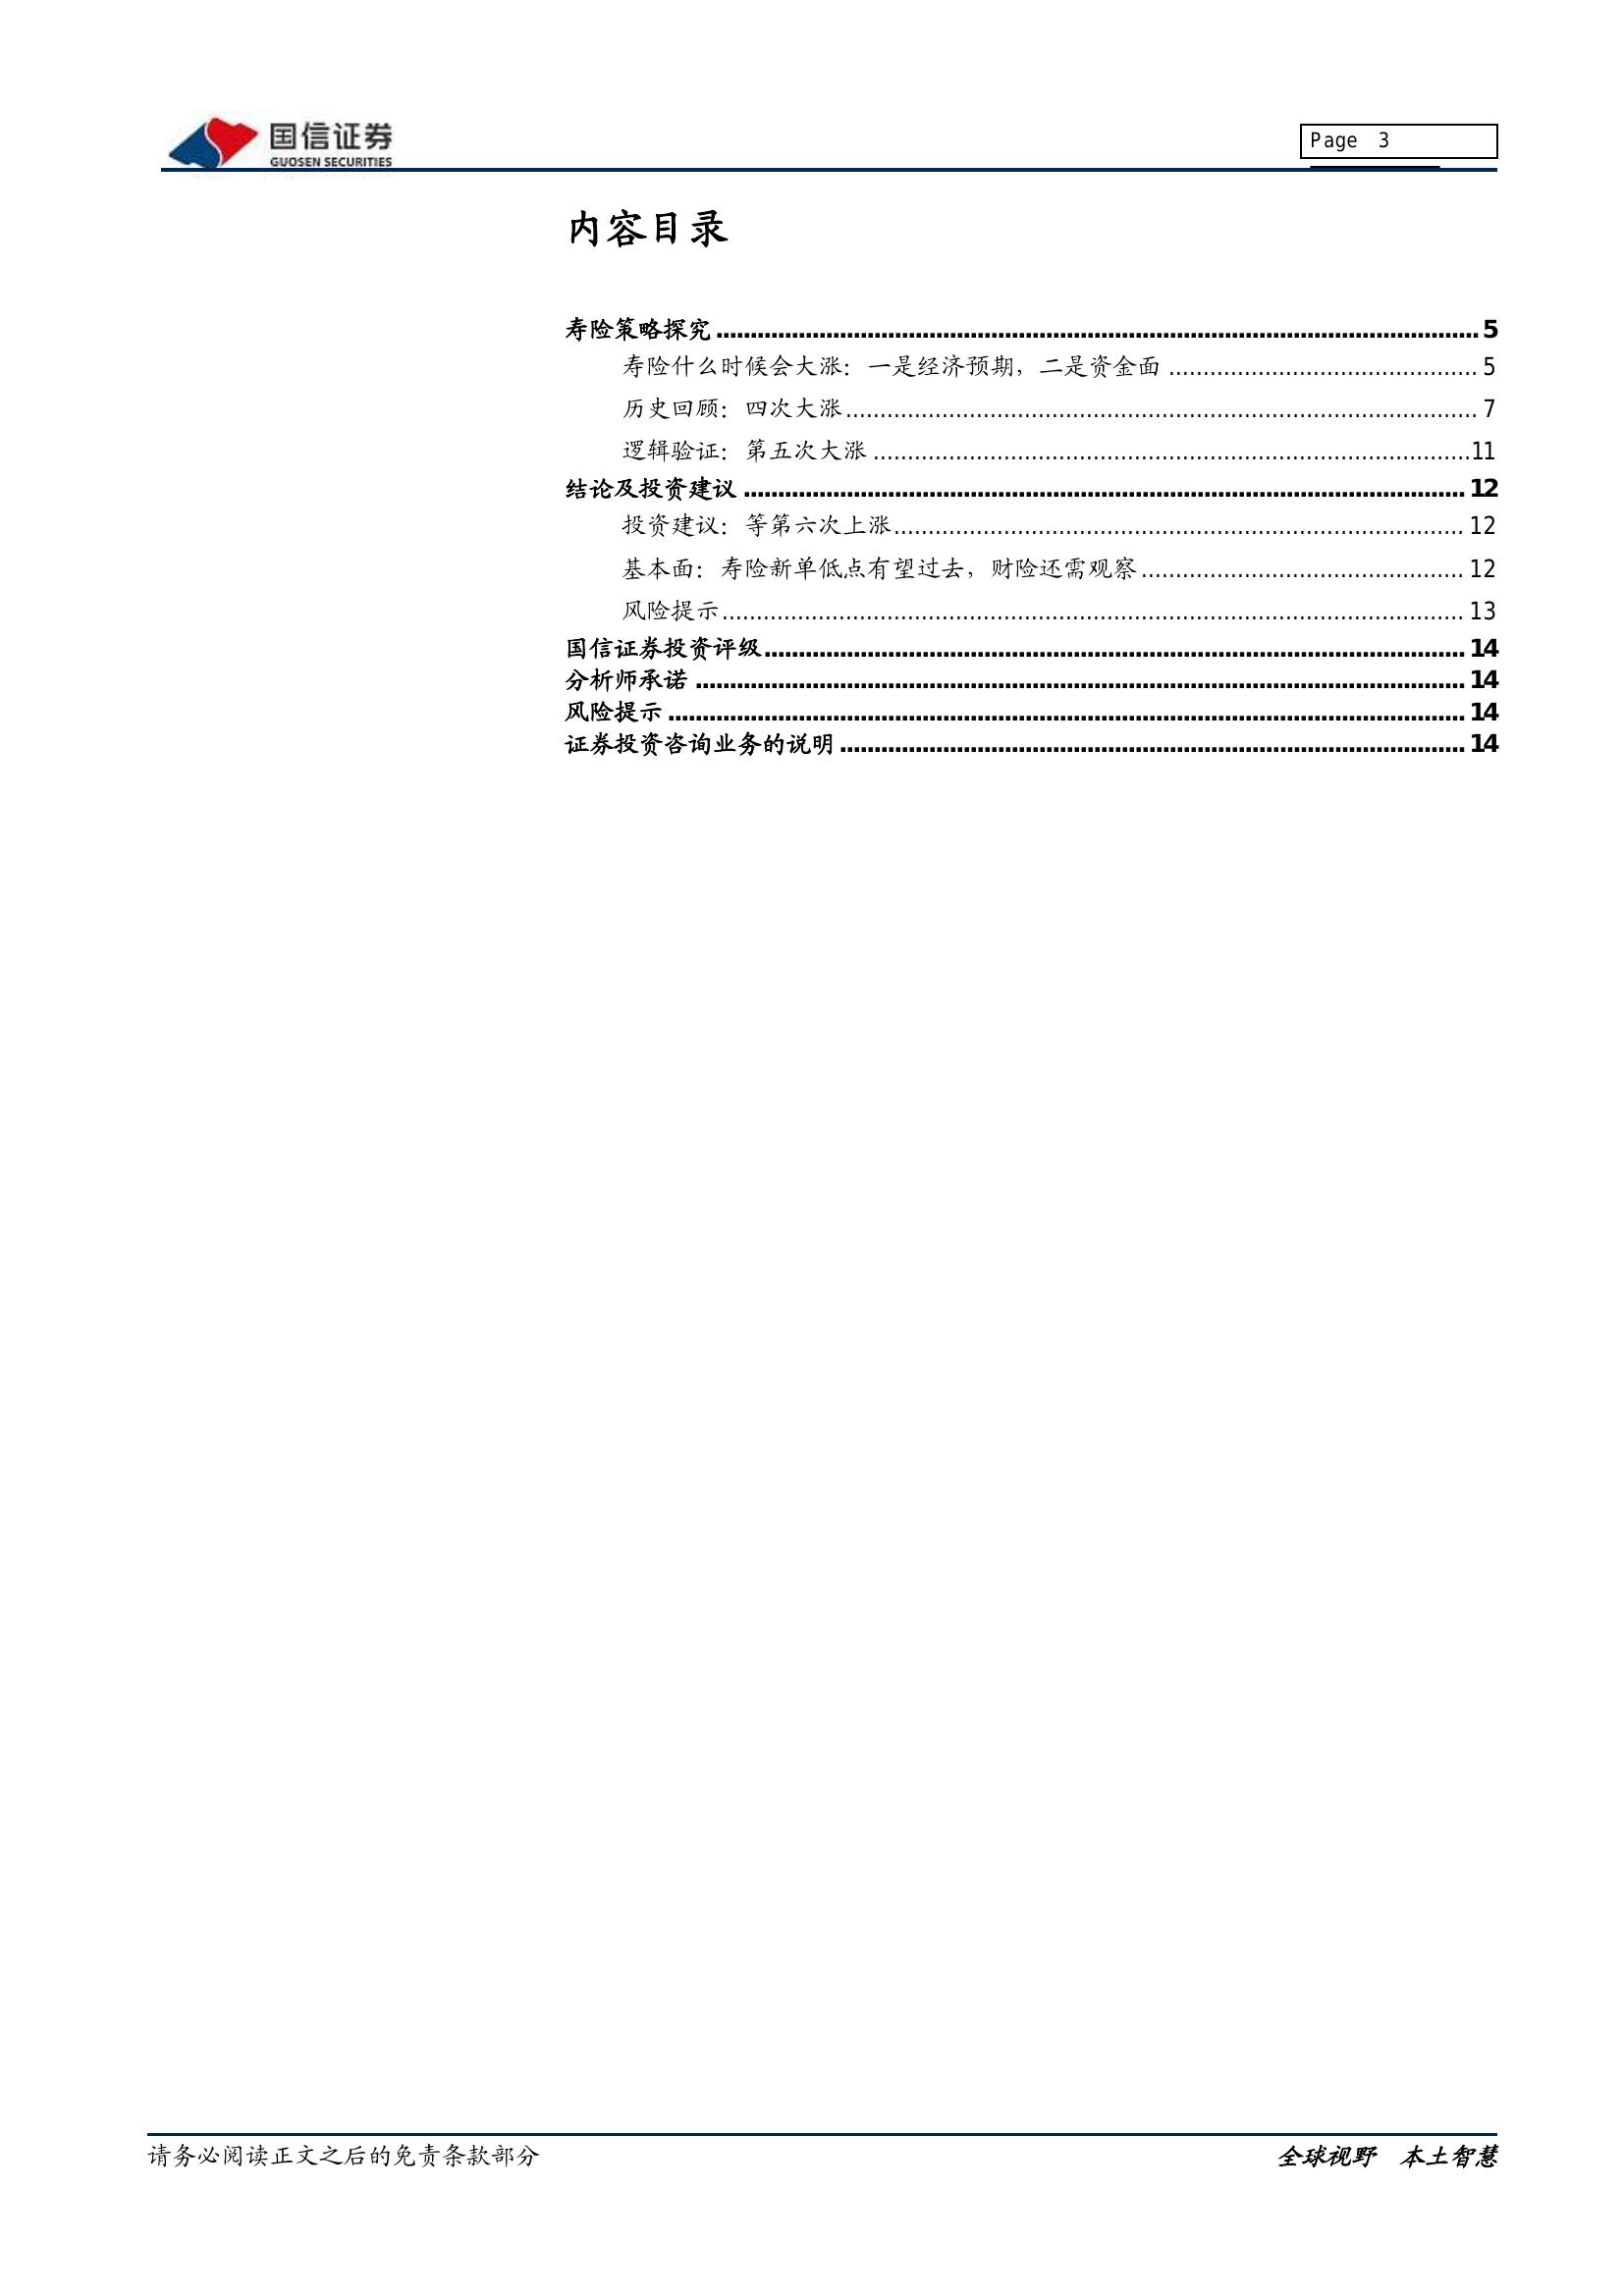 国信证券
GUOSEN SECURITIES
Page 3
内容目录
寿险策略探究 5
寿险什么时候会大涨：一是经济预期，二是资金面 5
历史回顾：四次大涨 7
逻辑验证：第五次大涨 11
结论及投资建议 12
投资建议：等第六次上涨 12
基本面：寿险新单低点有望过去，财险还需观察 12
风险提示 13
国信证券投资评级 14
分析师承诺 14
风险提示 14
证券投资咨询业务的说明 14
请务必阅读正文之后的免责条款部分
全球视野 本土智慧